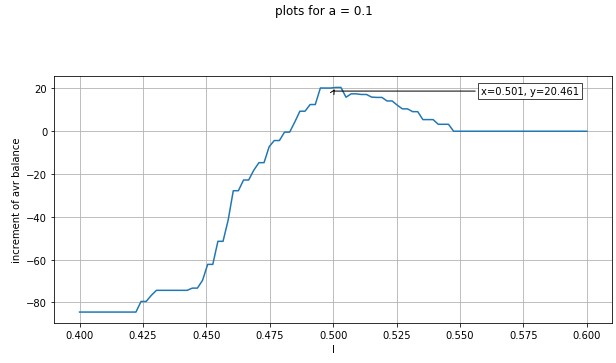 plots for a = 0.1
increment of avr balance
20
x=0.501, y=20.461
0
−20
−40
−60
−80
0.400 0.425 0.450 0.475 0.500 0.525 0.550 0.575 0.600
l